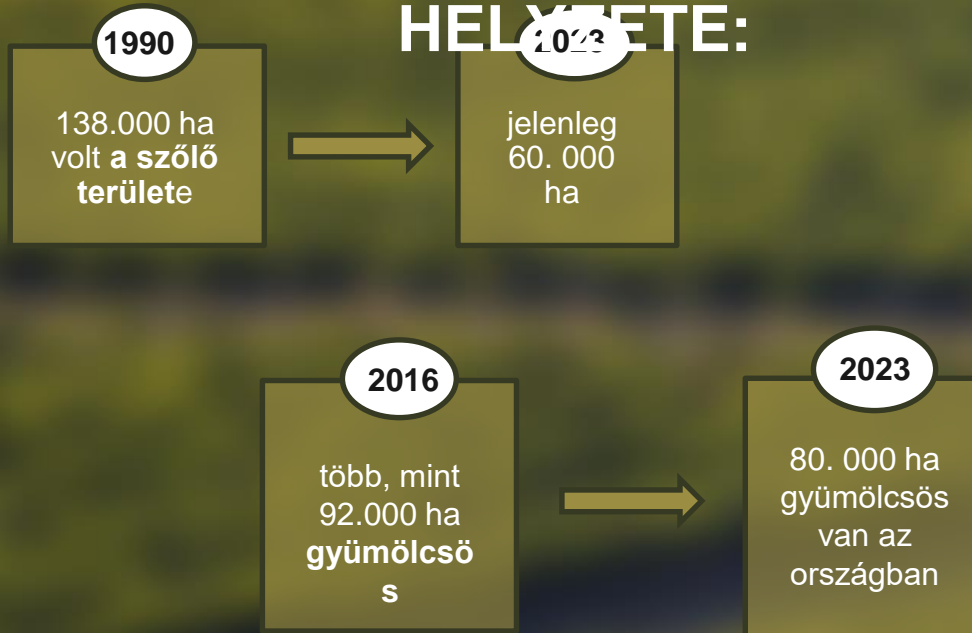 HELYZETE:
1990
138.000 ha
volt a szőlő
területe
2023
jelenleg
60. 000
ha
2016
több, mint
92.000 ha
gyümölcsö
s
2023
80. 000 ha
gyümölcsös
van az
országban